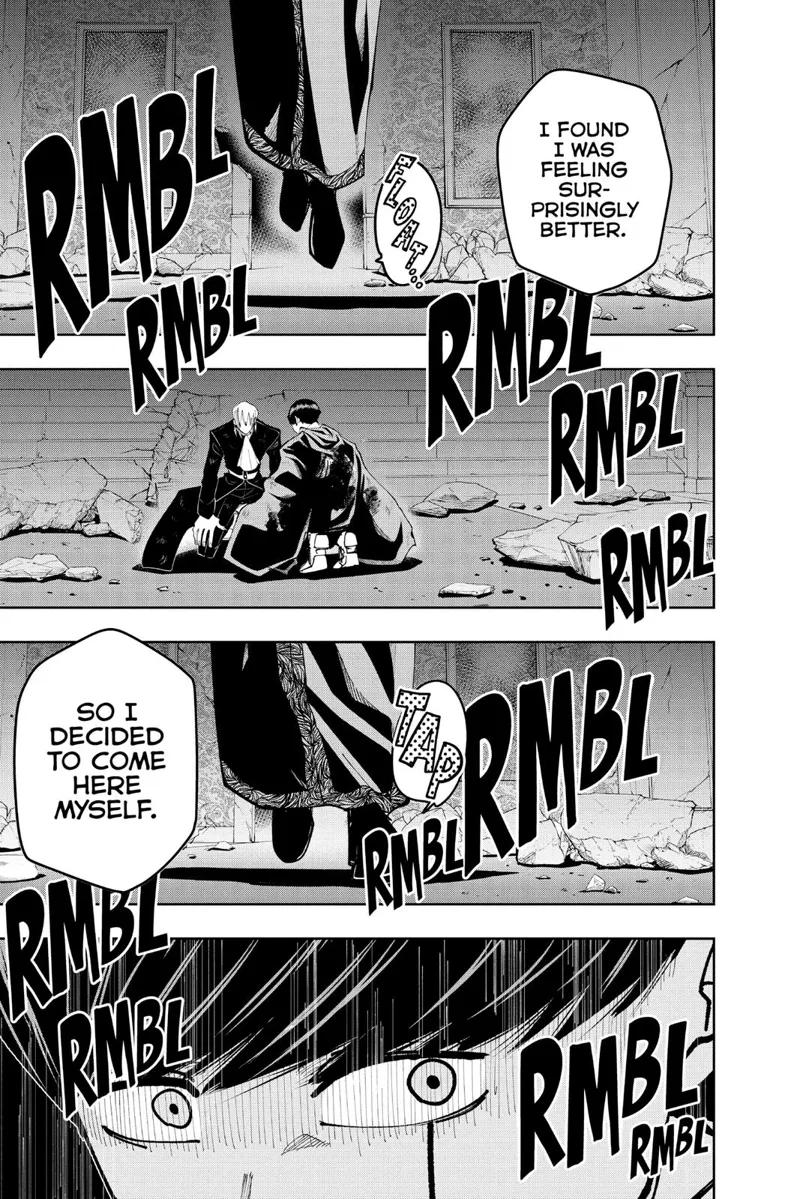 I FOUND
I WAS
FEELING
SUR-
PRISINGLY
BETTER.
FLOAT...
RMBL
RMBL
RMBL
RMBL
RMBL
SO I
DECIDED
TO COME
HERE
MYSELF.
TAP
RMBL
RMBL
RMBL
RMBL
RMBL
RMBL